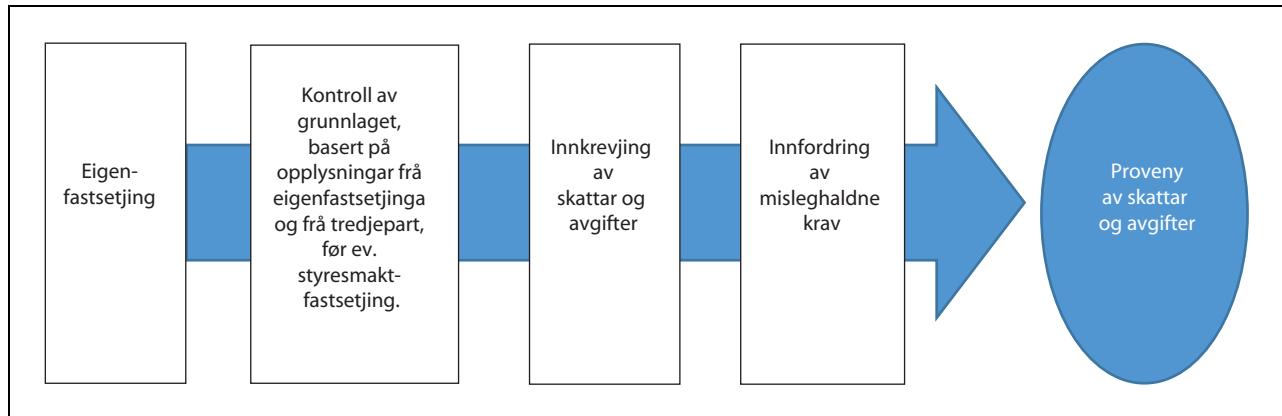 Eigen-
fastsetjing
Kontroll av
grunnlaget,
basert på
opplysningar frå
eigenfastsetjinga
og frå tredjepart,
før ev.
styresmakt-
fastsetjing.
Innkrevjing
av
skattar og
avgifter
Innfordring
av
misleghaldne
krav
Proveny
av skattar
og avgifter